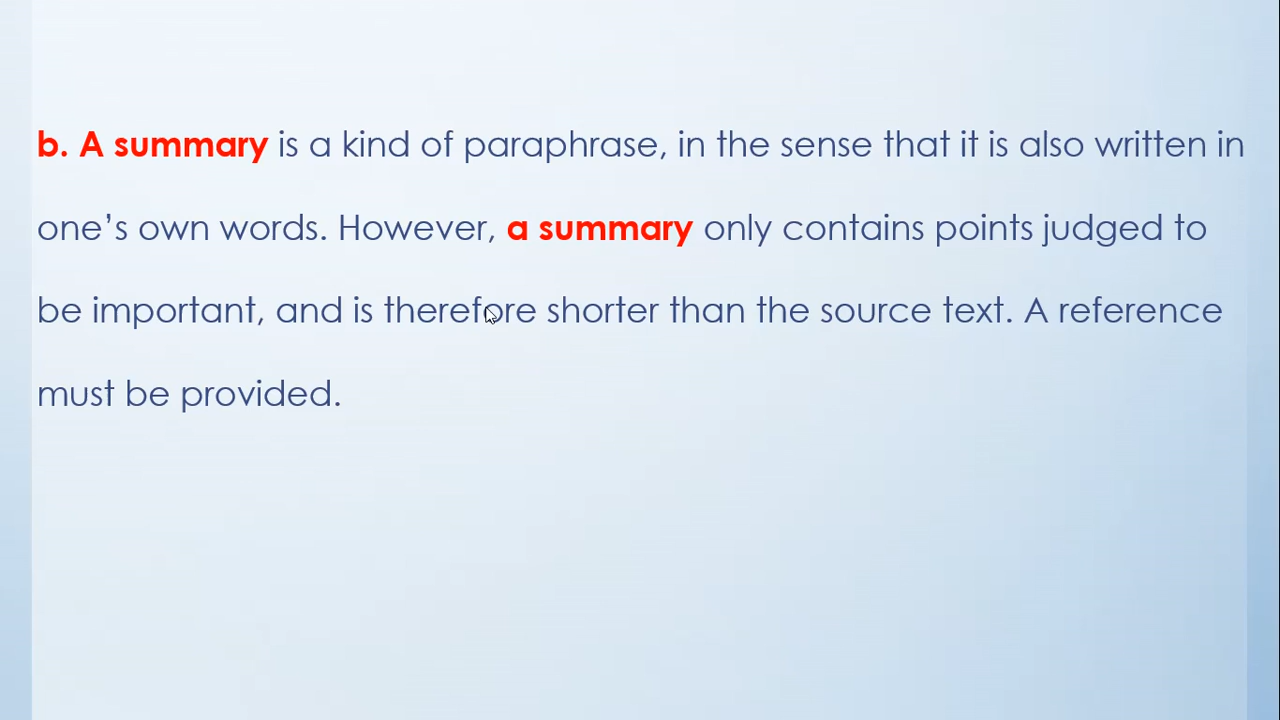 b. A summary is a kind of paraphrase, in the sense that it is also written in
one’s own words. However, a summary only contains points judged to
be important, and is therefore shorter than the source text. A reference
must be provided.